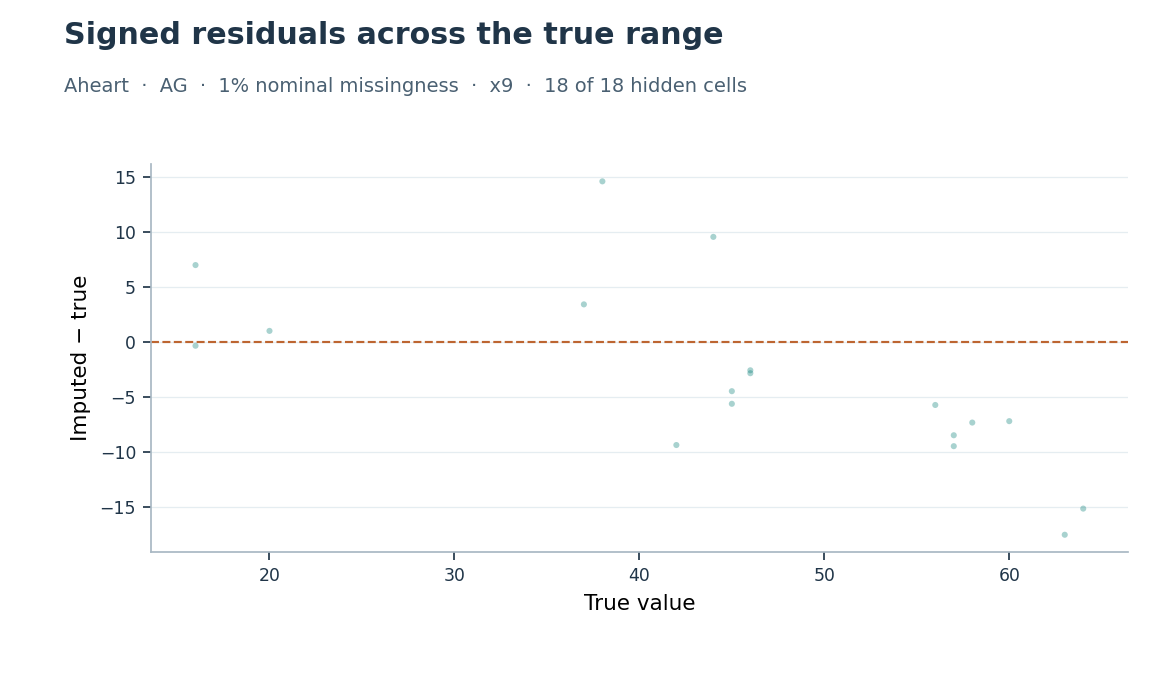 Signed residuals across the true range
Aheart · AG · 1% nominal missingness · x9 · 18 of 18 hidden cells
15
10
5
0
−5
−10
−15
Imputed − true
20 30 40 50 60
True value